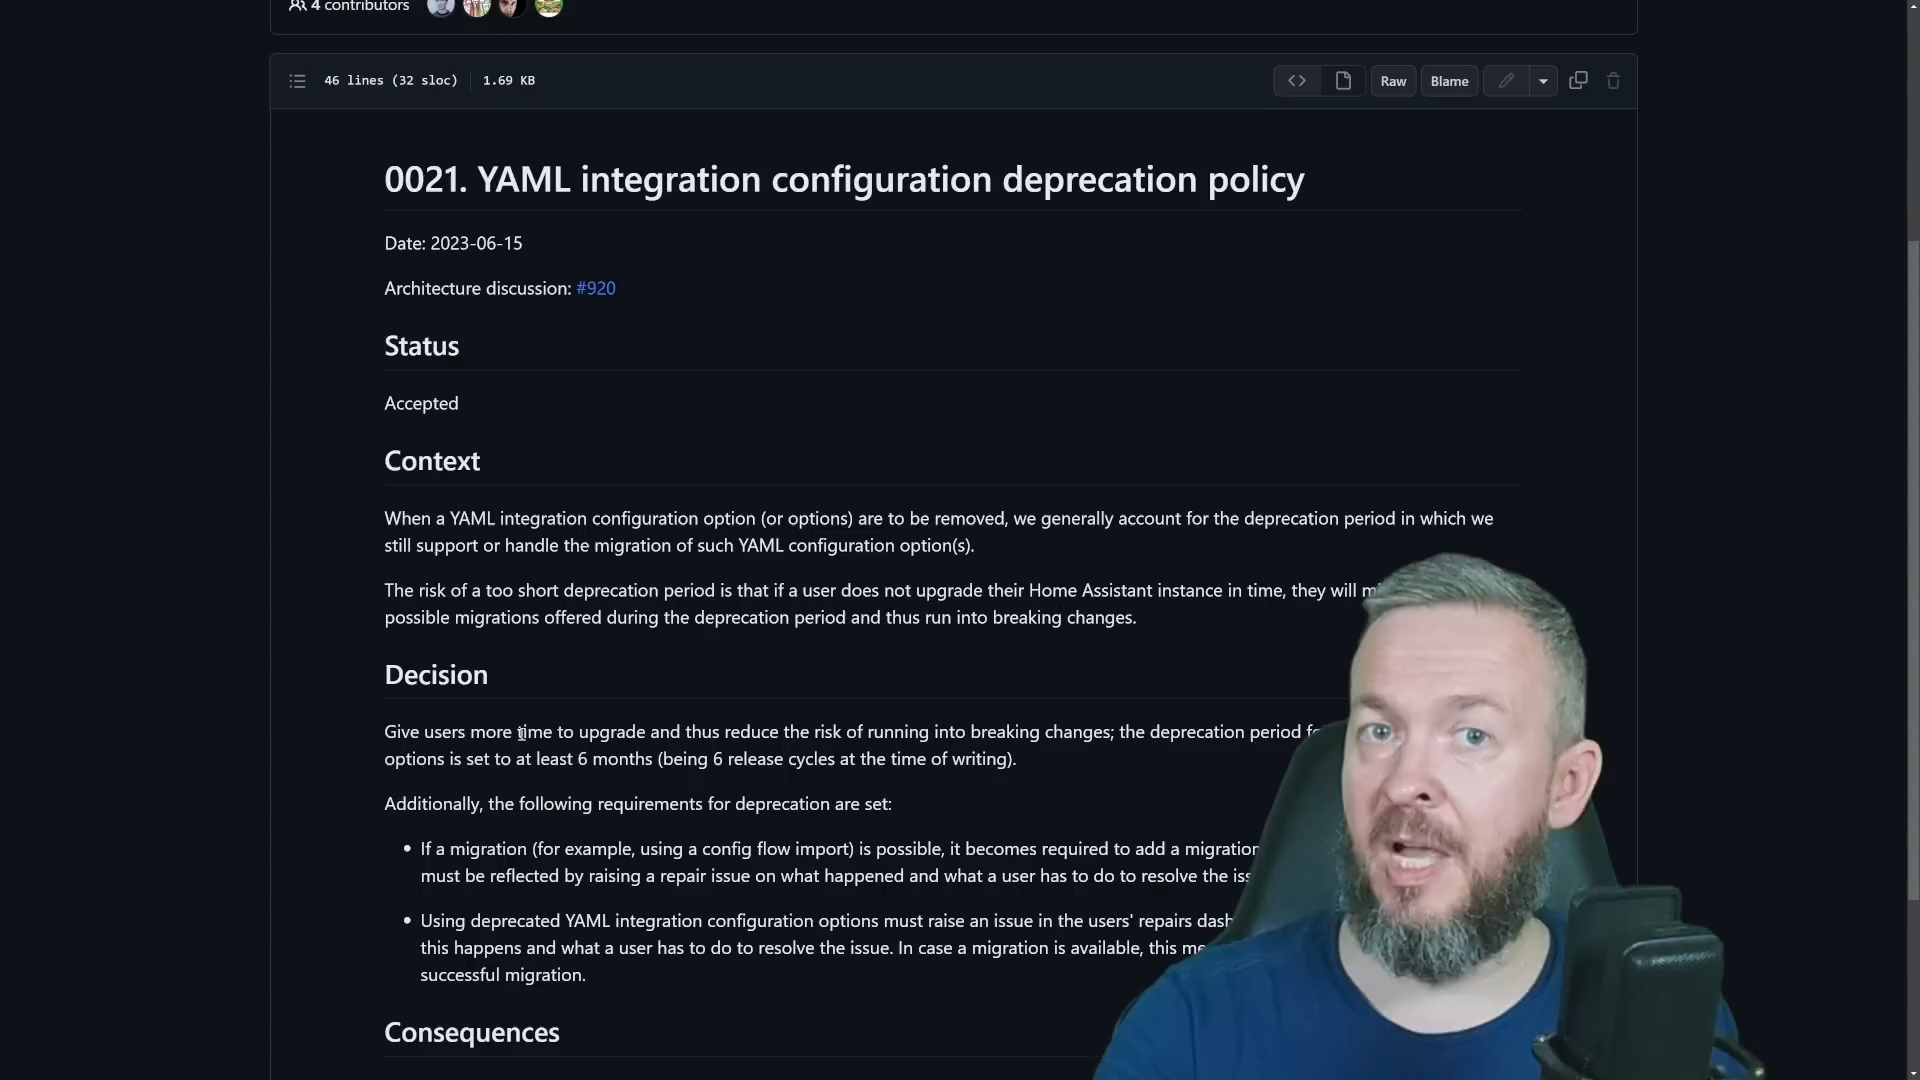 4 contributors
46 lines (32 sloc) 1.69 KB
Raw Blame
0021. YAML integration configuration deprecation policy
Date: 2023-06-15
Architecture discussion: #920
Status
Accepted
Context
When a YAML integration configuration option (or options) are to be removed, we generally account for the deprecation period in which we
still support or handle the migration of such YAML configuration option(s).
The risk of a too short deprecation period is that if a user does not upgrade their Home Assistant instance in time, they will
possible migrations offered during the deprecation period and thus run into breaking changes.
Decision
Give users more time to upgrade and thus reduce the risk of running into breaking changes; the deprecation period
options is set to at least 6 months (being 6 release cycles at the time of writing).
Additionally, the following requirements for deprecation are set:
• If a migration (for example, using a config flow import) is possible, it becomes required to add a migration
must be reflected by raising a repair issue on what happened and what a user has to do to resolve the
• Using deprecated YAML integration configuration options must raise an issue in the users' repairs
this happens and what a user has to do to resolve the issue. In case a migration is available, this
successful migration.
Consequences